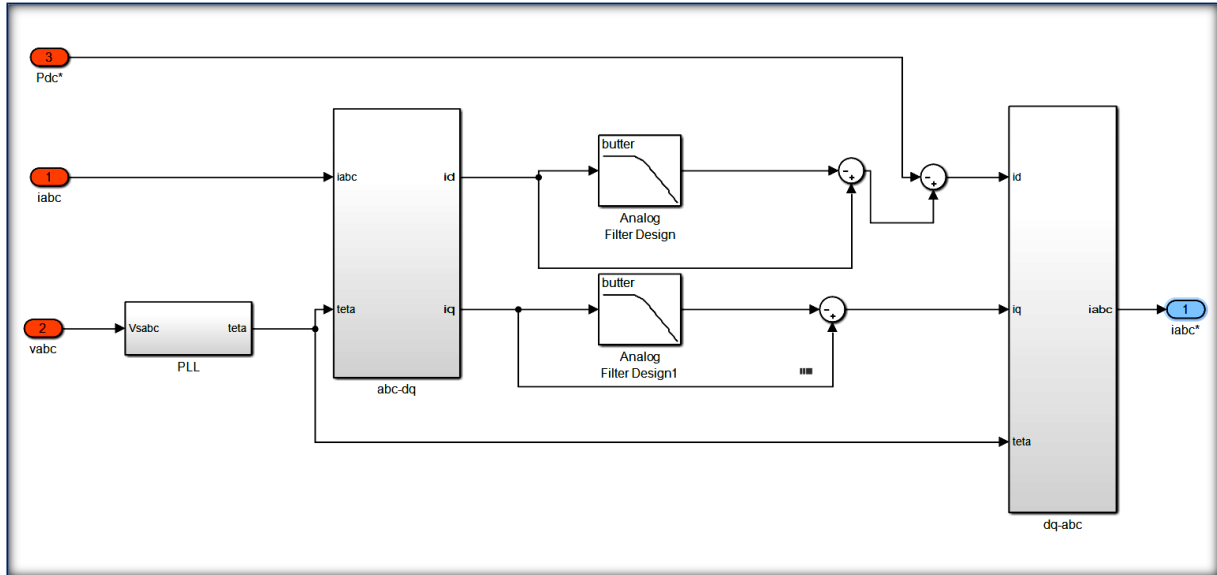 3
Pdc*
1
iabc
2
vabc
Vsabc
teta
PLL
iabc
id
teta
iq
abc-dq
butter
Analog
Filter Design
butter
Analog
Filter Design1
-
+
-
+
-
+
id
iq
iabc
teta
dq-abc
1
iabc*